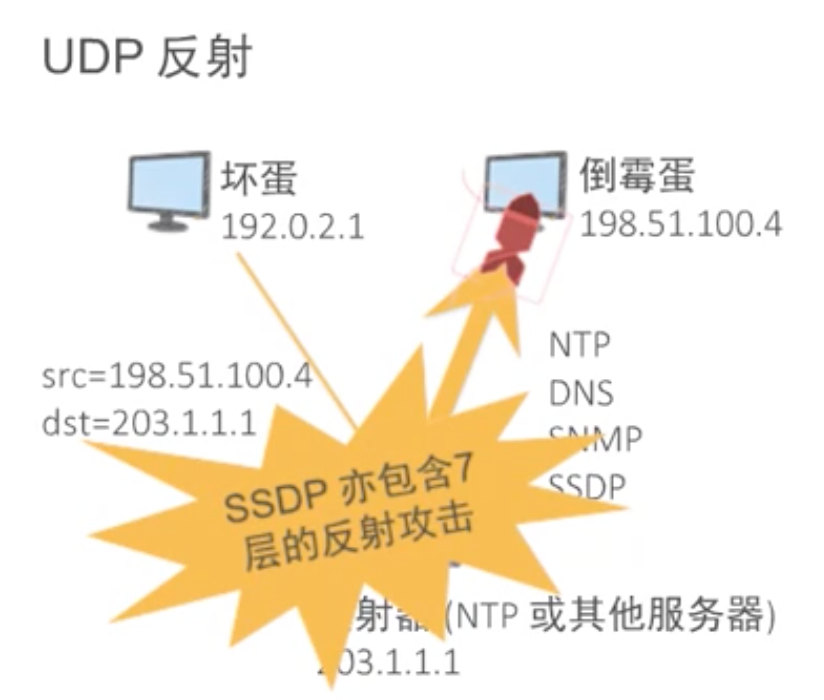 UDP 反射
坏蛋
192.0.2.1
倒霉蛋
198.51.100.4
src=198.51.100.4
dst=203.1.1.1
NTP
DNS
SNMP
SSDP
SSDP 亦包含7
层的反射攻击
射器 (NTP 或其他服务器)
203.1.1.1